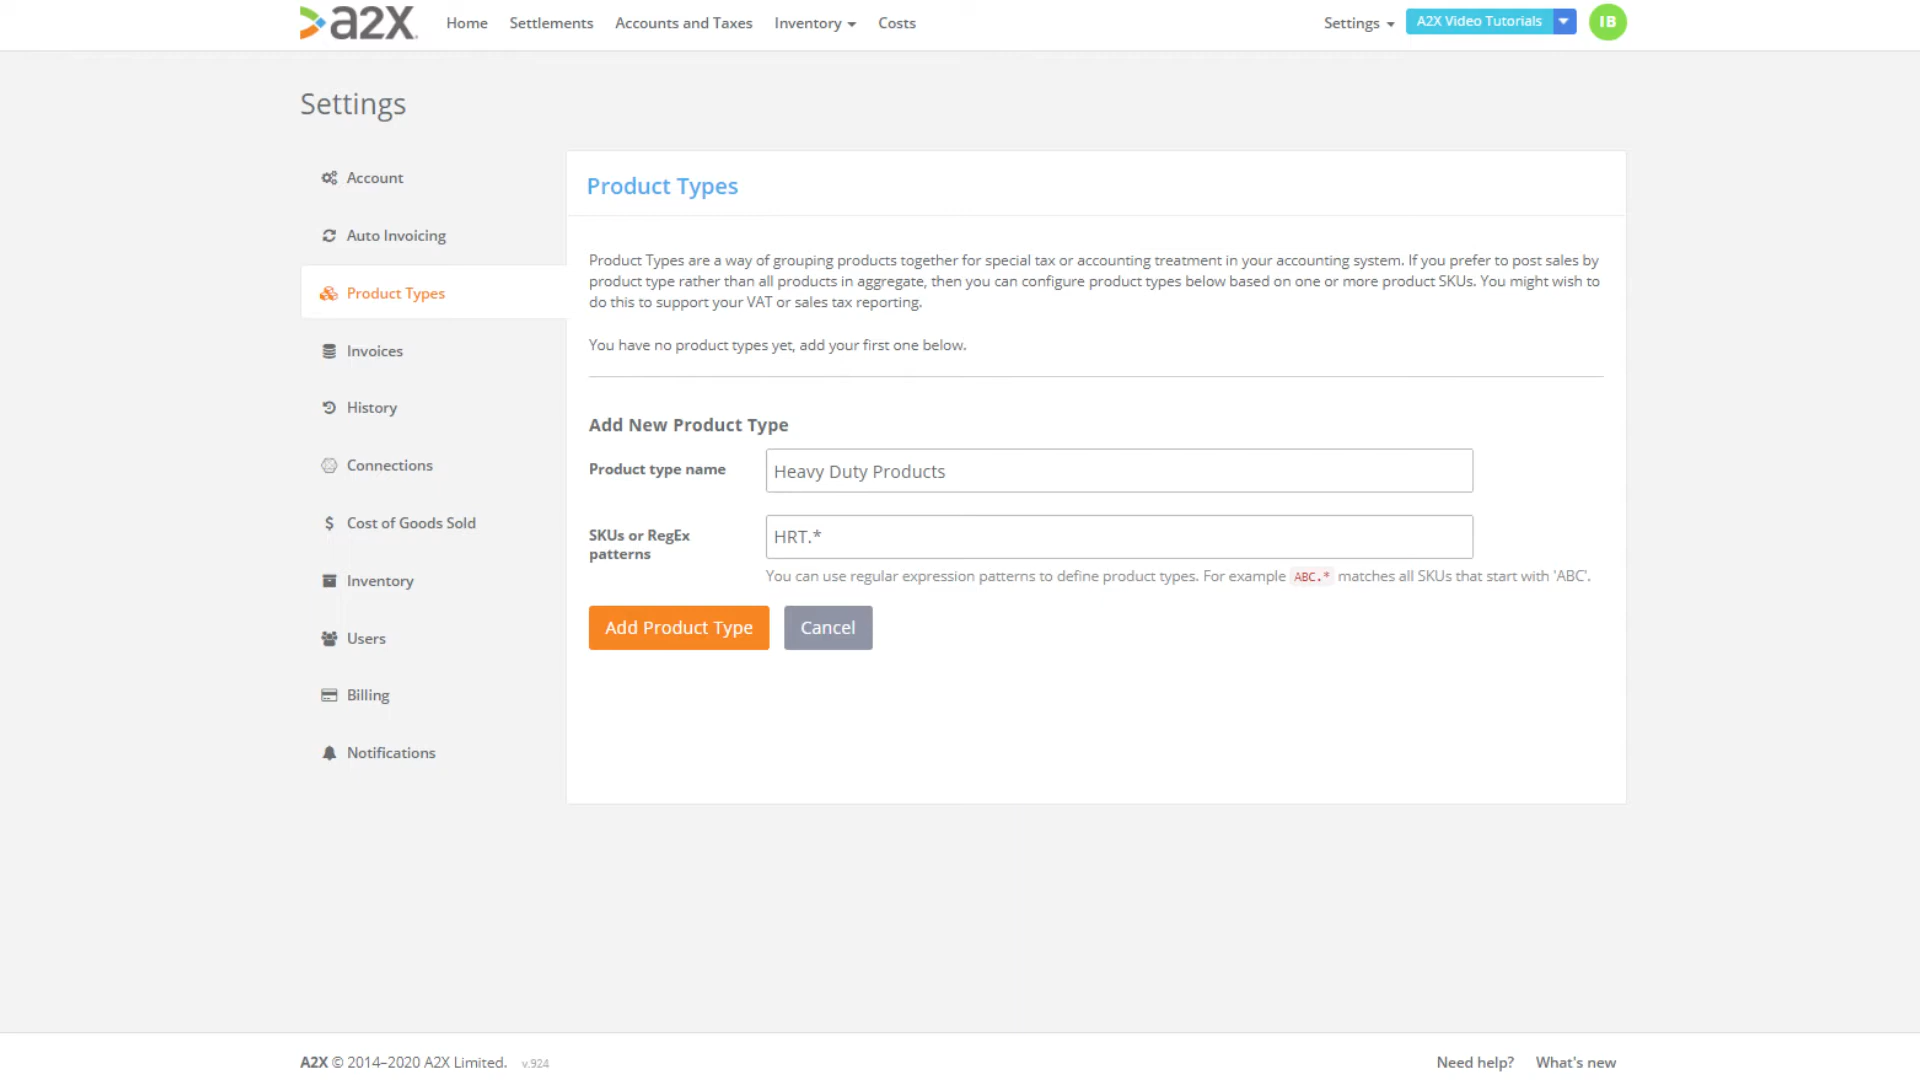 a2X
Home
Settlements
Accounts and Taxes
Inventory
Costs
Settings
A2X Video Tutorials
IB
Settings
Account
Auto Invoicing
Product Types
Invoices
History
Connections
Cost of Goods Sold
Inventory
Users
Billing
Notifications
Product Types
Product Types are a way of grouping products together for special tax or accounting treatment in your accounting system. If you prefer to post sales by
product type rather than all products in aggregate, then you can configure product types below based on one or more product SKUs. You might wish to
do this to support your VAT or sales tax reporting.
You have no product types yet, add your first one below.
Add New Product Type
Product type name
Heavy Duty Products
SKUs or RegEx
patterns
HRT.*
You can use regular expression patterns to define product types. For example ABC.* matches all SKUs that start with 'ABC'.
Add Product Type
Cancel
A2X © 2014–2020 A2X Limited. v.924
Need help?
What's new